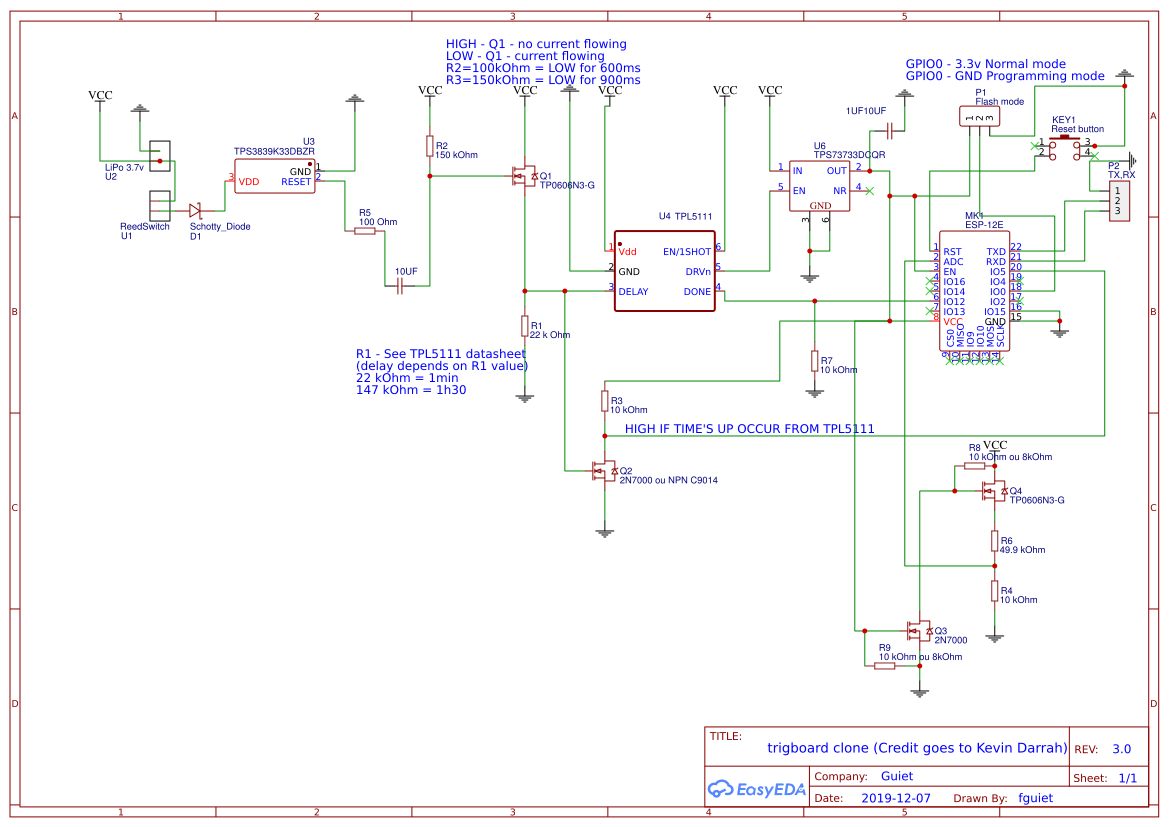 1 2 3 4 5
HIGH - Q1 - no current flowing
LOW - Q1 - current flowing
R2=100kOhm = LOW for 600ms
R3=150kOhm = LOW for 900ms
GPIO0 - 3.3v Normal mode
GPIO0 - GND Programming mode
VCC
VCC
VCC
VCC
VCC
VCC
A
A
P1
Flash mode
1 2 3
1UF10UF
KEY1
Reset button
1
2
3
4
LiPo 3.7v
U2
U3
TPS3839K33DBZR
GND 1
RESET 2
3 VDD
R2
150 kOhm
Q1
TP0606N3-G
U6
TPS73733DCQR
1 IN
5 EN
OUT 2
NR 4
GND
3
6
P2
TX,RX
1
2
3
ReedSwitch
U1
Schotty_Diode
D1
R5
100 Ohm
10UF
U4 TPL5111
1 Vdd
2 GND
3 DELAY
EN/1SHOT 6
DRVn 5
DONE 4
MK1
ESP-12E
1 RST
2 ADC
3 EN
4 IO16
5 IO14
6 IO12
7 IO13
8 VCC
TXD 22
RXD 21
IO5 20
IO4 19
IO0 18
IO2 17
IO15 16
GND 15
CS0
MISO
IO9
IO10
MOSI
SCLK
9
10
11
12
13
14
B
B
R1
22 k Ohm
R1 - See TPL5111 datasheet
(delay depends on R1 value)
22 kOhm = 1min
147 kOhm = 1h30
R7
10 kOhm
R3
10 kOhm
HIGH IF TIME'S UP OCCUR FROM TPL5111
Q2
2N7000 ou NPN C9014
VCC
R8
10 kOhm ou 8kOhm
Q4
TP0606N3-G
C
C
R6
49.9 kOhm
R4
10 kOhm
Q3
2N7000
R9
10 kOhm ou 8kOhm
D
D
TITLE:
trigboard clone (Credit goes to Kevin Darrah)
REV: 3.0
EasyEDA
Company: Guiet
Sheet: 1/1
Date: 2019-12-07 Drawn By: fguiet
1 2 3 4 5